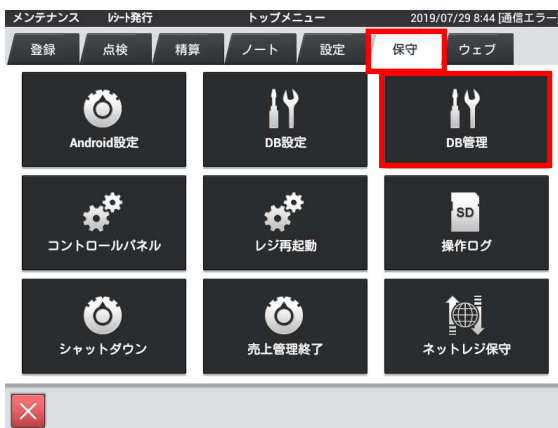 メンテナンス レシート発行 トップメニュー 2019/07/29 8:44 [通信エラー
登録 点検 精算 ノート 設定 保守 ウェブ
Android設定 DB設定 DB管理
SD
コントロールパネル レジ再起動 操作ログ
シャットダウン 売上管理終了 ネットレジ保守